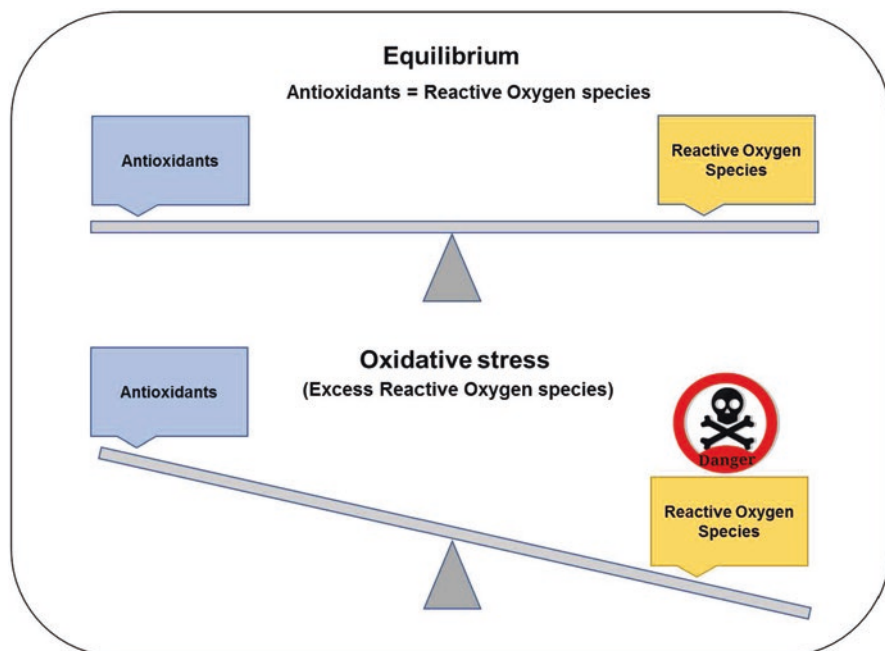 Equilibrium
Antioxidants = Reactive Oxygen species
Antioxidants
Reactive Oxygen
Species
Oxidative stress
(Excess Reactive Oxygen species)
Antioxidants
Danger
Reactive Oxygen
Species